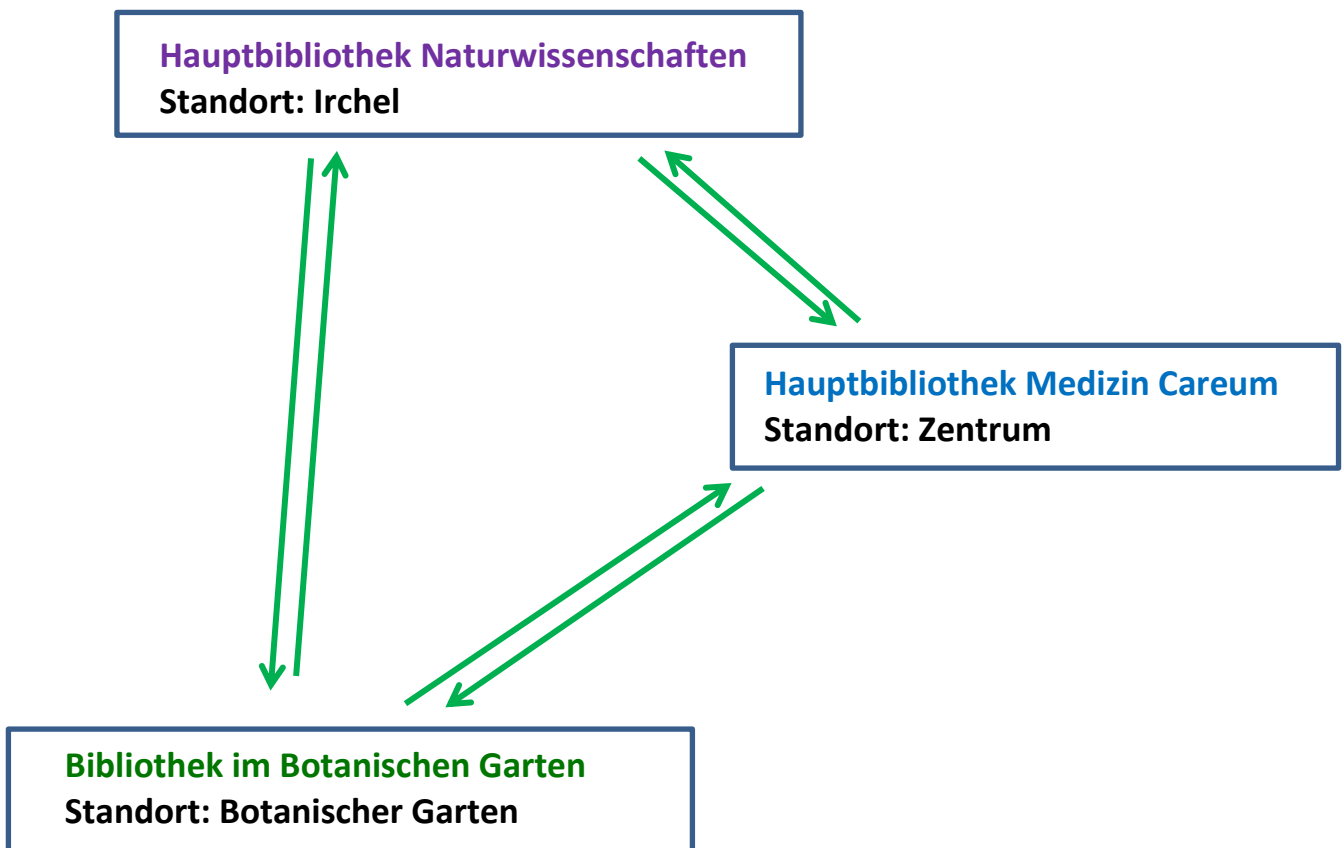 Hauptbibliothek Naturwissenschaften
Standort: Irchel
Hauptbibliothek Medizin Careum
Standort: Zentrum
Bibliothek im Botanischen Garten
Standort: Botanischer Garten